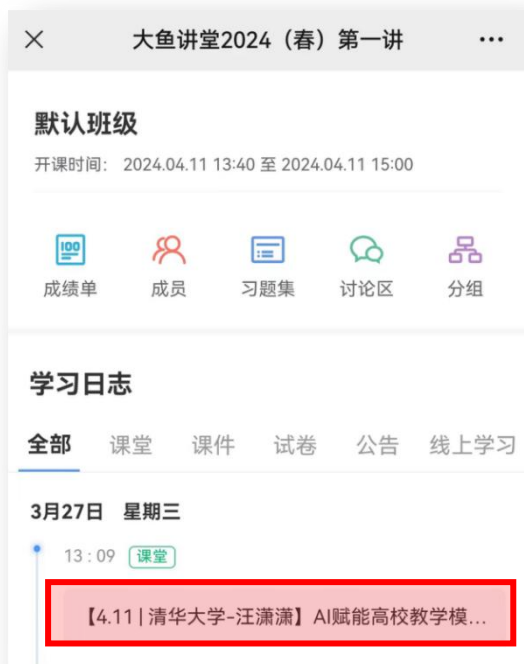 大鱼讲堂2024（春）第一讲
默认班级
开课时间： 2024.04.11 13:40 至 2024.04.11 15:00
100
成绩单 成员 习题集 讨论区 分组
学习日志
全部 课堂 课件 试卷 公告 线上学习
3月27日 星期三
13:09 课堂
【4.11 | 清华大学-汪潇潇】AI赋能高校教学模...